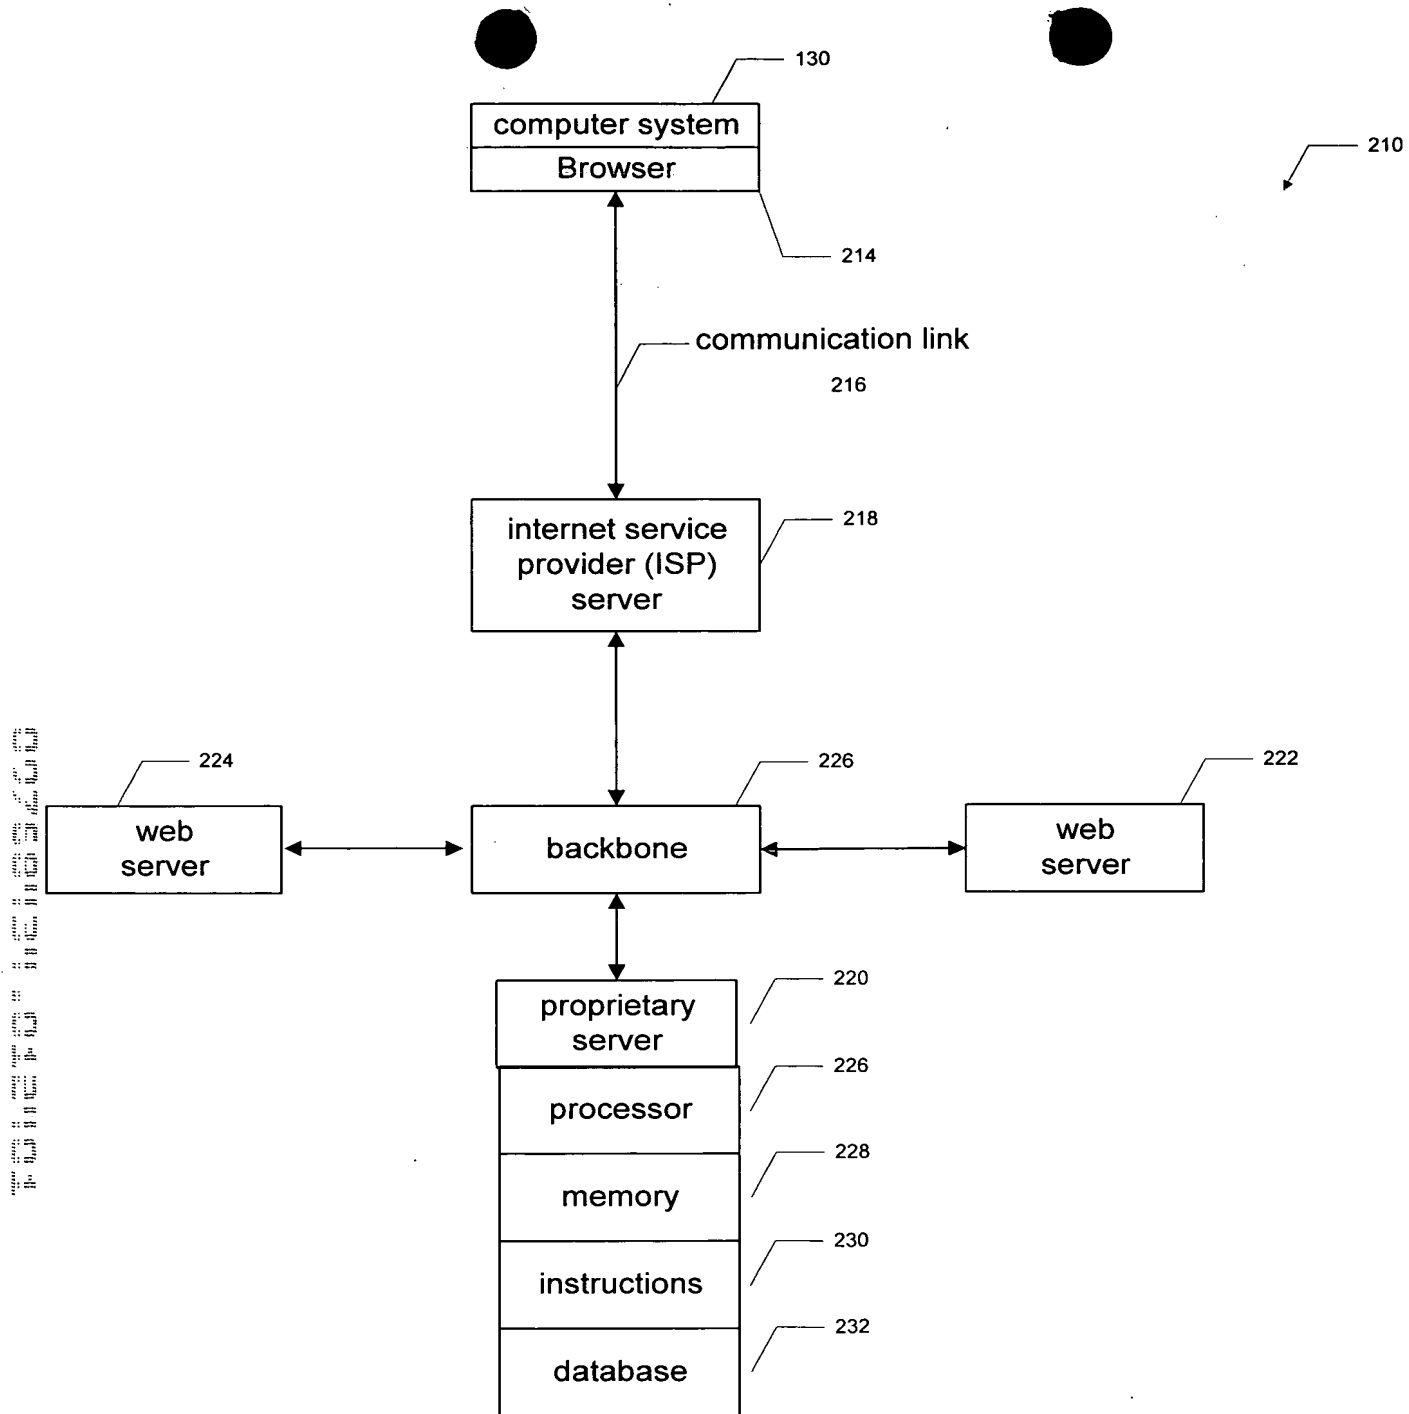 130
computer system
210
Browser
214
communication link
216
internet service
provider (ISP)
server
218
224
226
222
web
server
backbone
web
server
220
proprietary
server
226
processor
228
memory
230
instructions
232
database